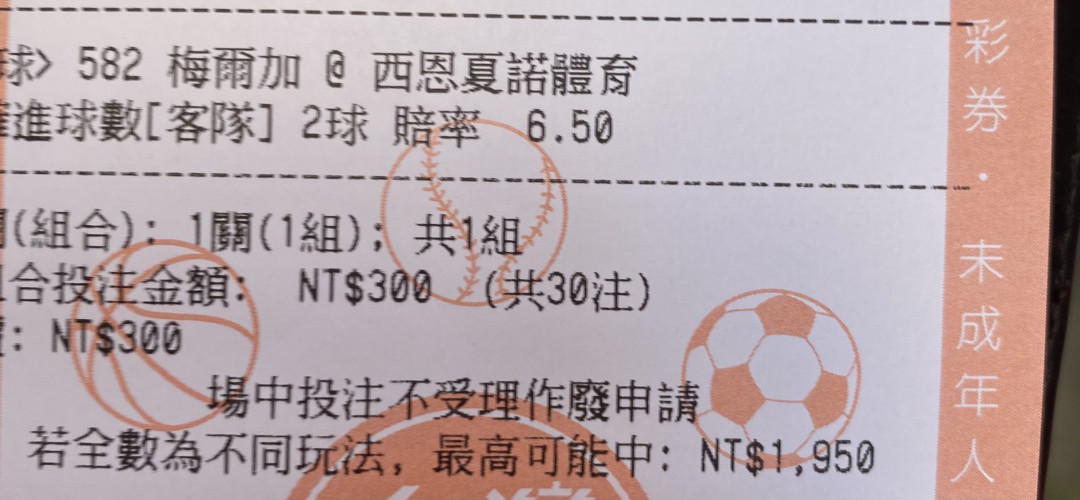 球> 582 梅爾加 @ 西恩夏諾體育
進球數[客隊] 2球 賠率 6.50
(組合): 1關(1組); 共1組
合投注金額: NT$300 (共30注)
: NT$300
場中投注不受理作廢申請
若全數為不同玩法, 最高可能中: NT$1,950
彩券·未成年人